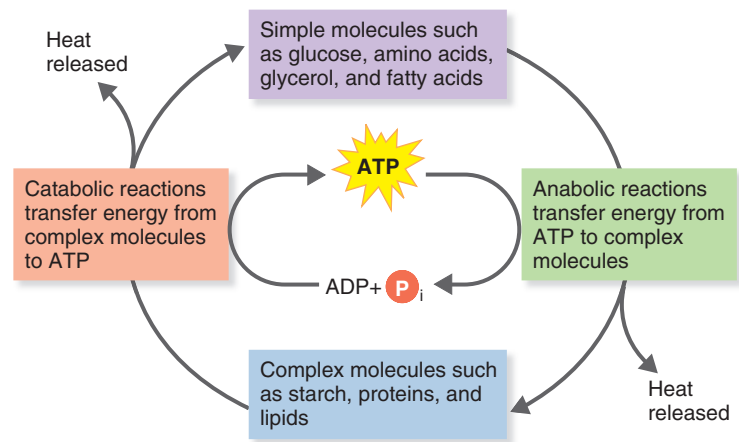 Heat
released
Simple molecules such
as glucose, amino acids,
glycerol, and fatty acids
ATP
Catabolic reactions
transfer energy from
complex molecules
to ATP
Anabolic reactions
transfer energy from
ATP to complex
molecules
ADP+ P i
Complex molecules such
as starch, proteins, and
lipids
Heat
released